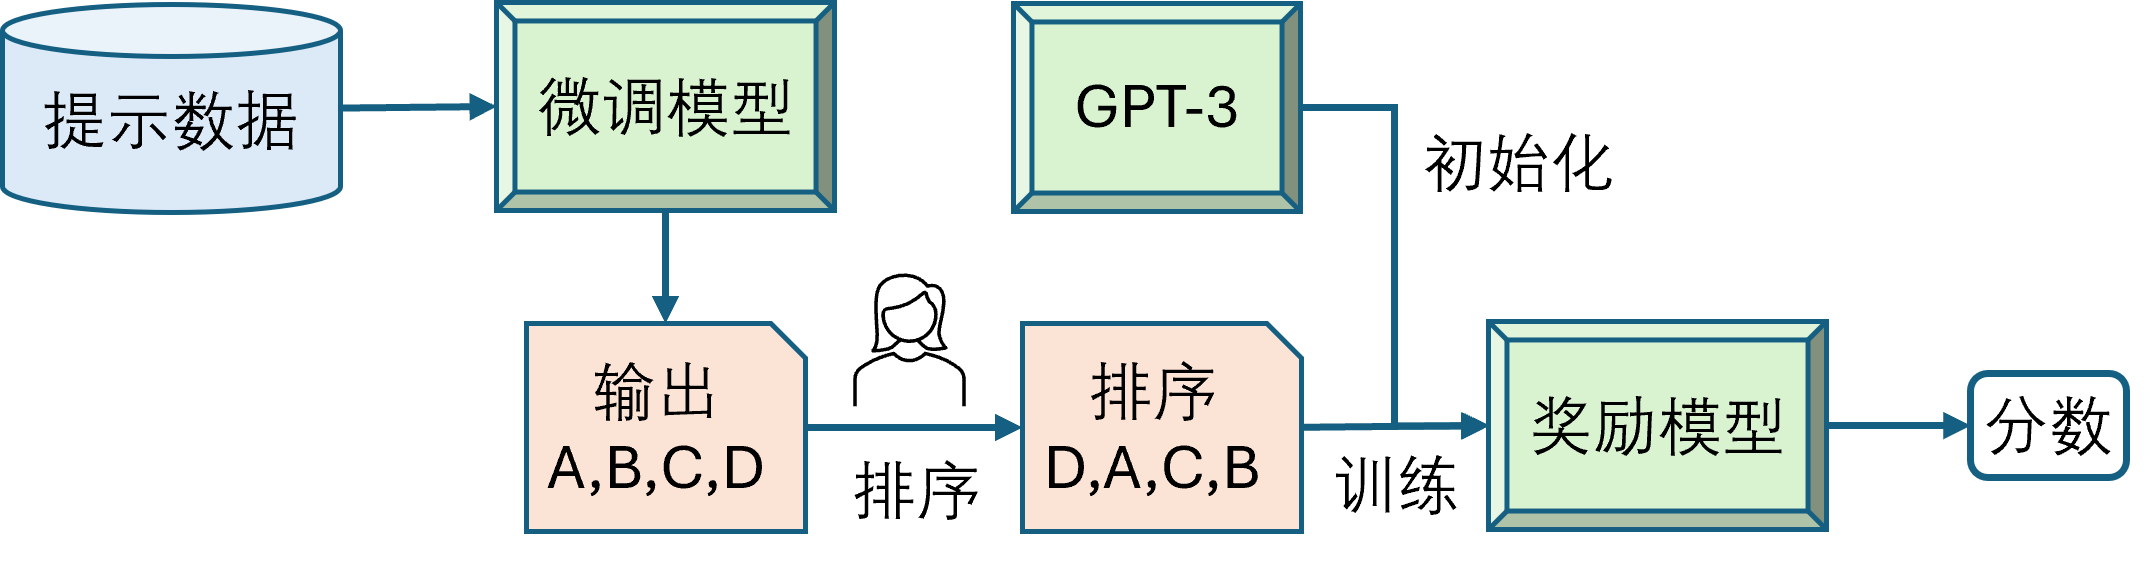 提示数据
微调模型
GPT-3
初始化
输出
A,B,C,D
排序
排序
D,A,C,B
训练
奖励模型
分数